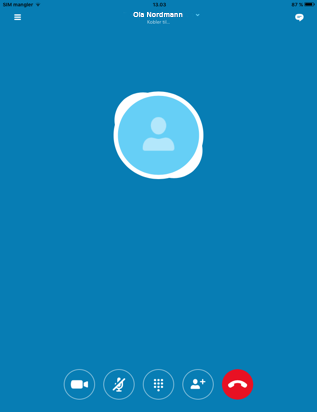 SIM mangler
13.03
87 %
Ola Nordmann
Kobler til...